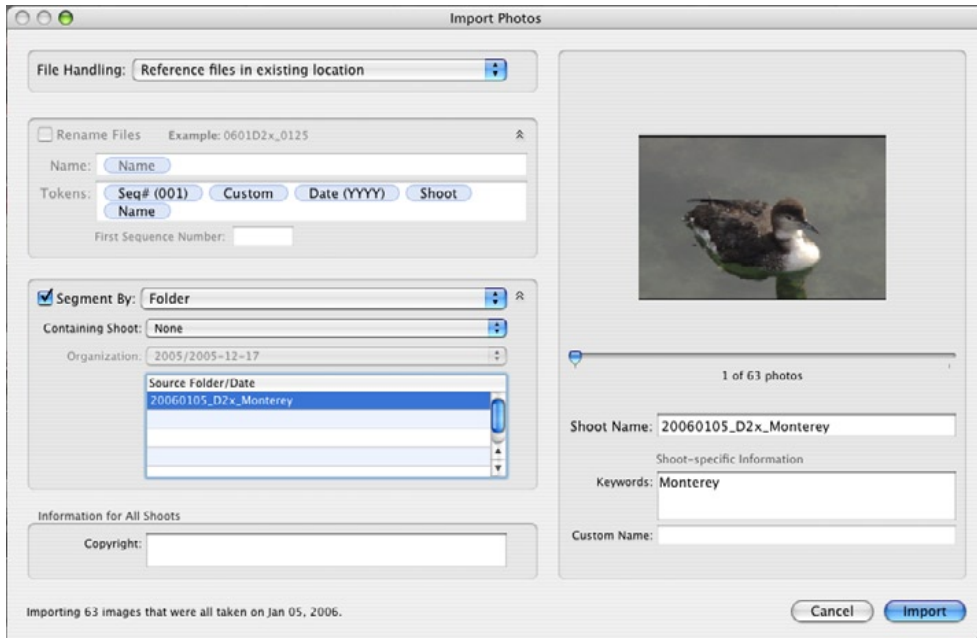 Import Photos
File Handling: Reference files in existing location
Rename Files Example: 0601D2x_0125
Name: Name
Tokens: Seq# (001) Custom Date (YYYY) Shoot
Name
First Sequence Number:
Segment By: Folder
Containing Shoot: None
Organization: 2005/2005-12-17
Source Folder/Date
20060105_D2x_Monterey
Information for All Shoots
Copyright:
1 of 63 photos
Shoot Name: 20060105_D2x_Monterey
Shoot-specific Information
Keywords: Monterey
Custom Name:
Importing 63 images that were all taken on Jan 05, 2006.
Cancel Import